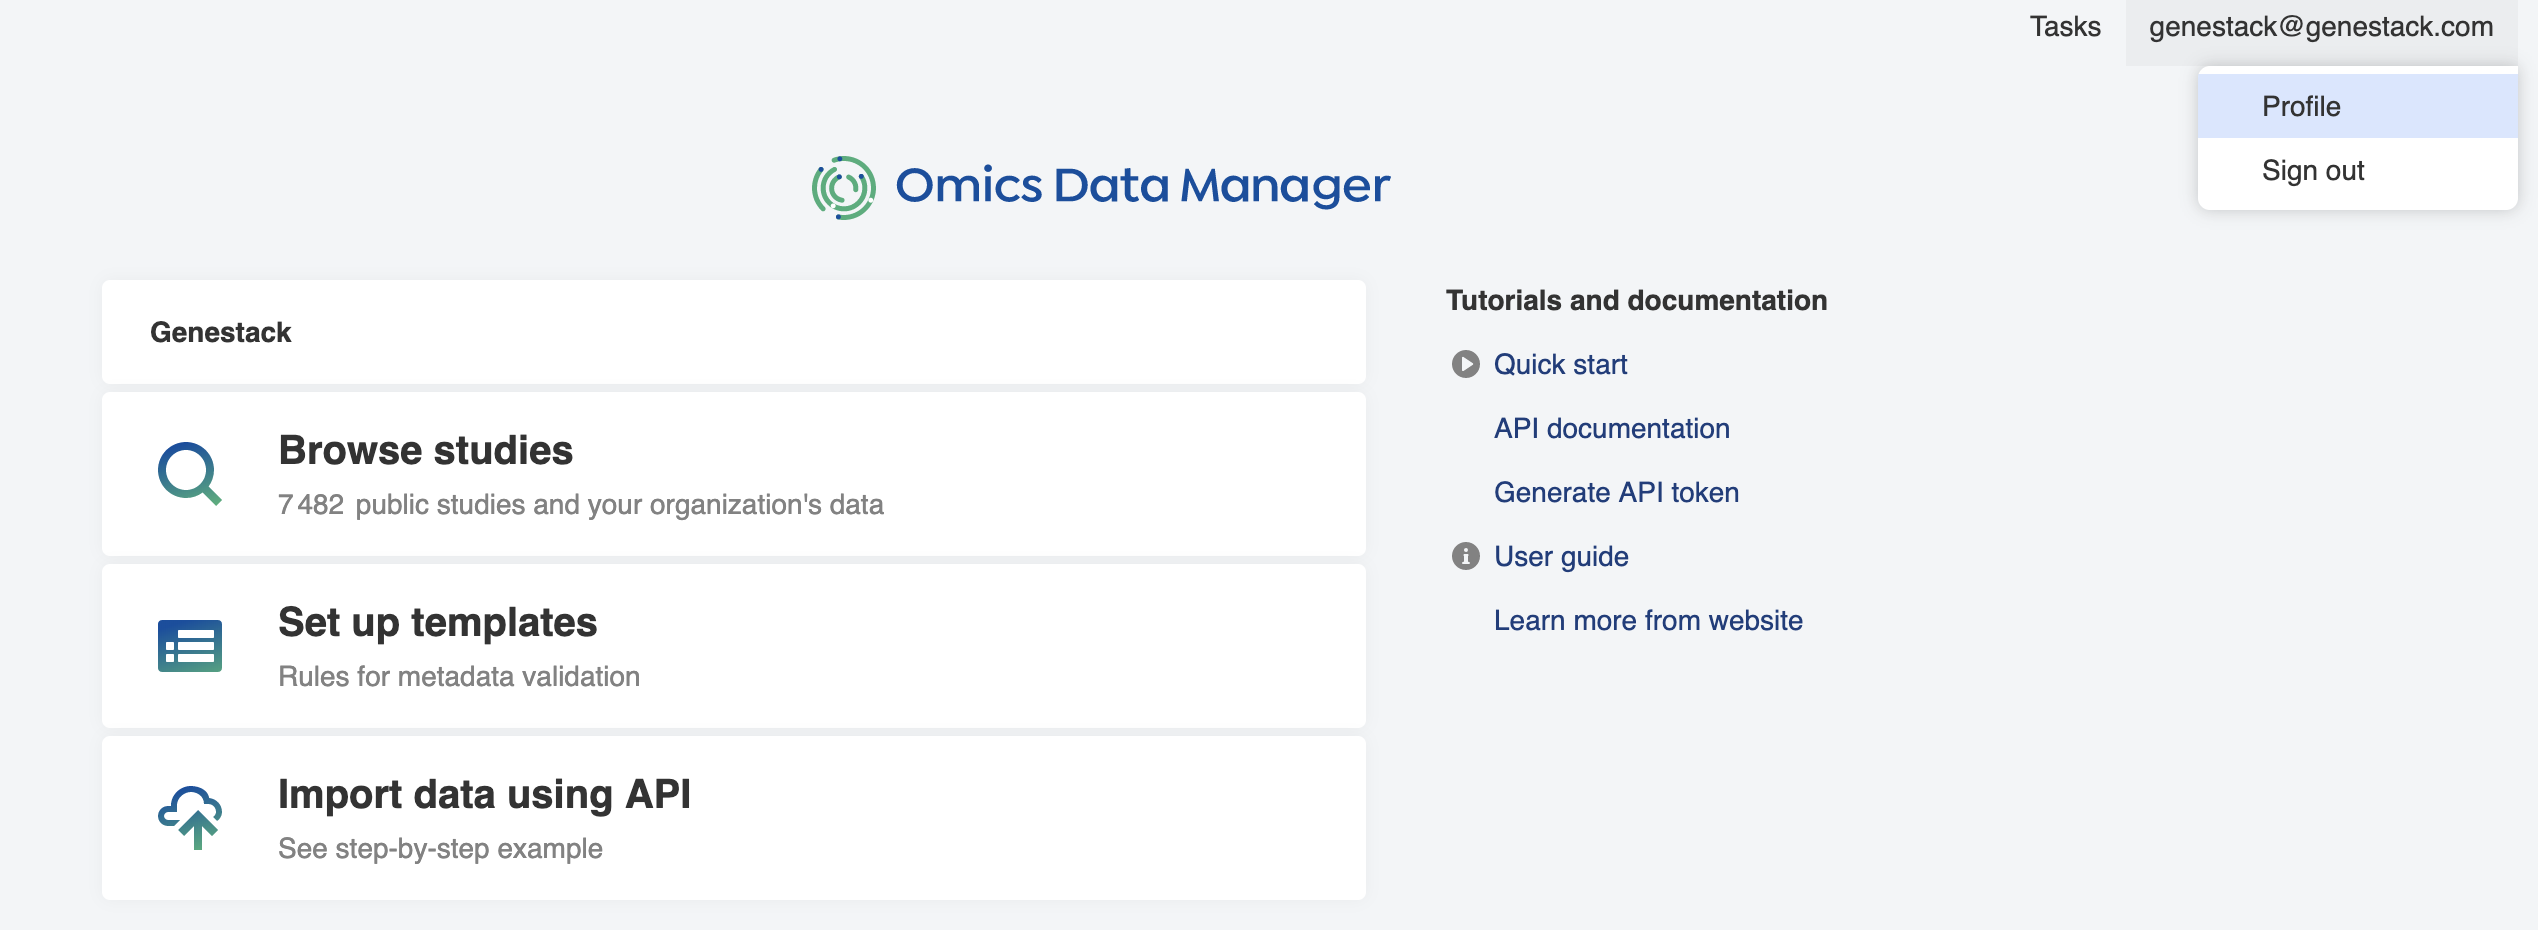 Tasks
genestack@genestack.com
Profile
Sign out
Omics Data Manager
Genestack
Browse studies
7 482 public studies and your organization's data
Set up templates
Rules for metadata validation
Import data using API
See step-by-step example
Tutorials and documentation
Quick start
API documentation
Generate API token
User guide
Learn more from website